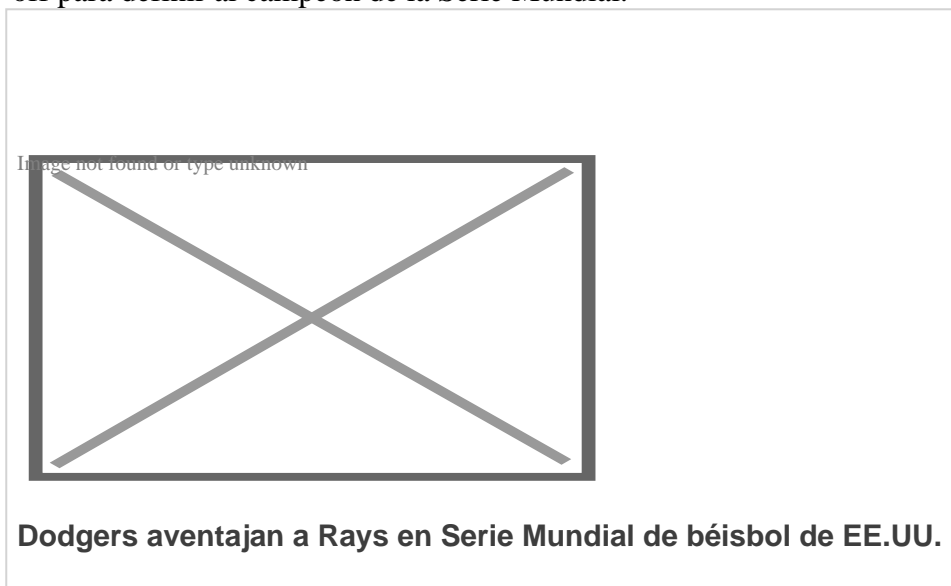 off para definir al campeón de la Serie Mundial.
Image not found or type unknown
Dodgers aventajan a Rays en Serie Mundial de béisbol de EE.UU.